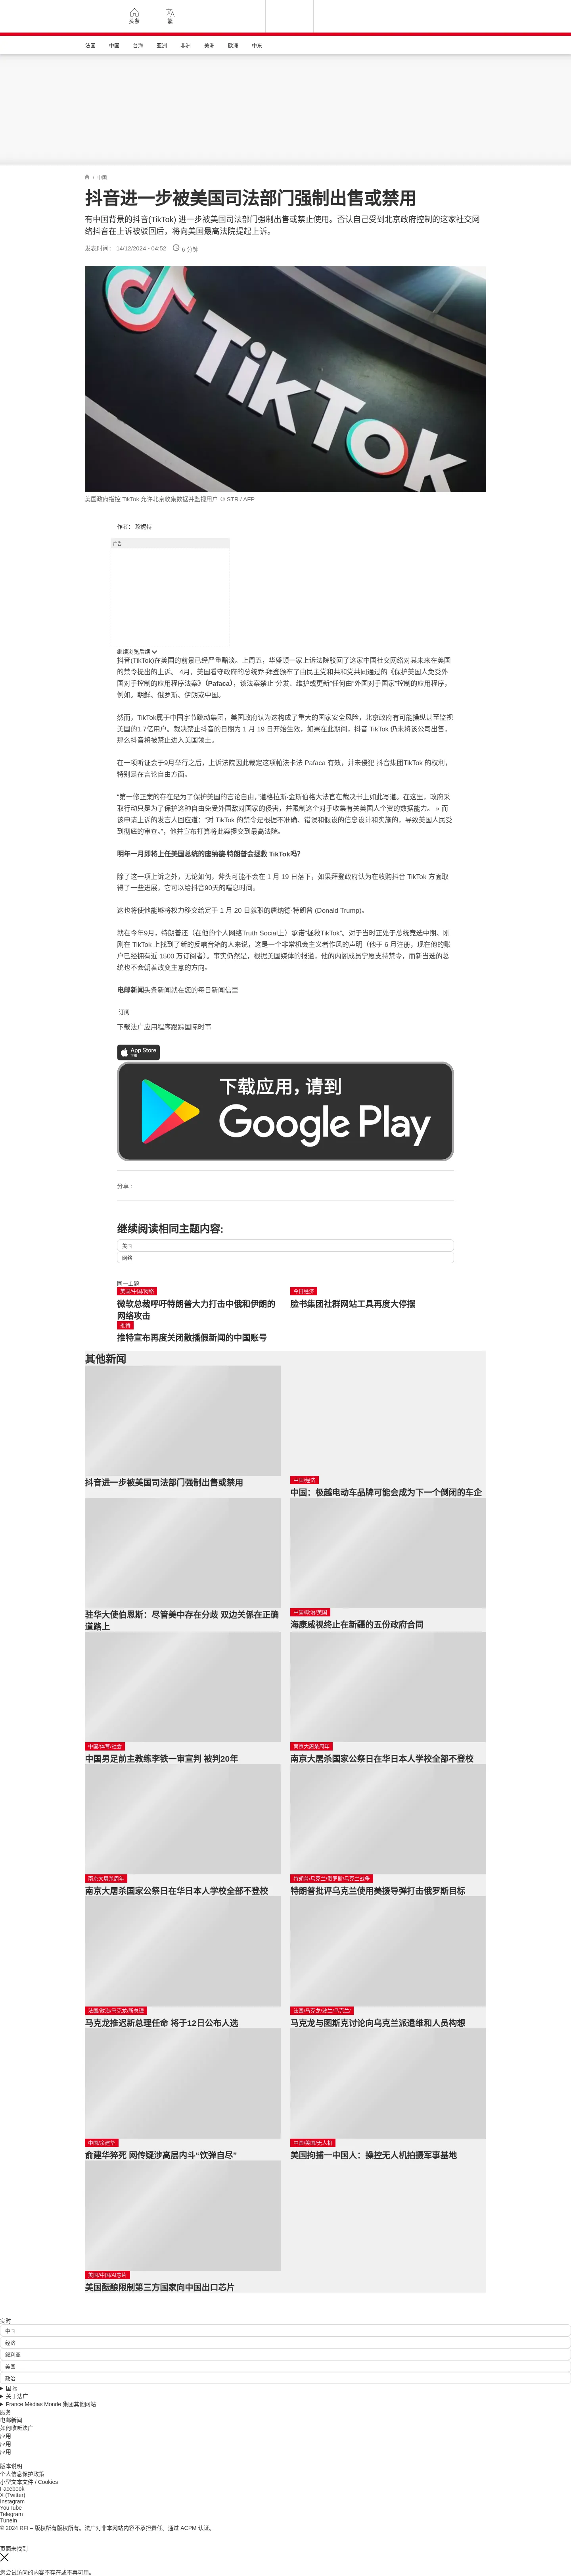 头条
繁
法国
中国
台海
亚洲
非洲
美洲
欧洲
中东
/ 中国
抖音进一步被美国司法部门强制出售或禁用
有中国背景的抖音(TikTok) 进一步被美国司法部门强制出售或禁止使用。否认自己受到北京政府控制的这家社交网
络抖音在上诉被驳回后，将向美国最高法院提起上诉。
发表时间： 14/12/2024 - 04:52
6 分钟
TikTok
TikTok
美国政府指控 TikTok 允许北京收集数据并监视用户 © STR / AFP
作者： 珍妮特
广告
继续浏览后续
抖音(TikTok)在美国的前景已经严重黯淡。上周五，华盛顿一家上诉法院驳回了这家中国社交网络对其未来在美国
的禁令提出的上诉。 4月，美国看守政府的总统乔·拜登颁布了由民主党和共和党共同通过的《保护美国人免受外
国对手控制的应用程序法案》（Pafaca），该法案禁止“分发、维护或更新”任何由“外国对手国家”控制的应用程序，
例如。朝鲜、俄罗斯、伊朗或中国。
然而，TikTok属于中国字节跳动集团，美国政府认为这构成了重大的国家安全风险，北京政府有可能操纵甚至监视
美国的1.7亿用户。裁决禁止抖音的日期为 1 月 19 日开始生效，如果在此期间，抖音 TikTok 仍未将该公司出售，
那么抖音将被禁止进入美国领土。
在一项听证会于9月举行之后，上诉法院因此裁定这项帕法卡法 Pafaca 有效，并未侵犯 抖音集团TikTok 的权利，
特别是在言论自由方面。
“第一修正案的存在是为了保护美国的言论自由，”道格拉斯·金斯伯格大法官在裁决书上如此写道。在这里，政府采
取行动只是为了保护这种自由免受外国敌对国家的侵害，并限制这个对手收集有关美国人个资的数据能力。 » 而
该申请上诉的发言人回应道：“对 TikTok 的禁令是根据不准确、错误和假设的信息设计和实施的，导致美国人民受
到彻底的审查。”，他并宣布打算将此案提交到最高法院。
明年一月即将上任美国总统的唐纳德·特朗普会拯救 TikTok吗?
除了这一项上诉之外，无论如何，斧头可能不会在 1 月 19 日落下，如果拜登政府认为在收购抖音 TikTok 方面取
得了一些进展，它可以给抖音90天的喘息时间。
这也将使他能够将权力移交给定于 1 月 20 日就职的唐纳德·特朗普 (Donald Trump)。
就在今年9月，特朗普还（在他的个人网络Truth Social上）承诺“拯救TikTok”。对于当时正处于总统竞选中期、刚
刚在 TikTok 上找到了新的反响音箱的人来说，这是一个非常机会主义者作风的声明（他于 6 月注册，现在他的账
户已经拥有近 1500 万订阅者）。事实仍然是，根据美国媒体的报道，他的内阁成员宁愿支持禁令，而新当选的总
统也不会朝着改变主意的方向。
电邮新闻头条新闻就在您的每日新闻信里
订阅
下载法广应用程序跟踪国际时事
App Store
下载
下载应用，请到
Google Play
分享 :
继续阅读相同主题内容:
美国
网络
同一主题
美国/中国/网络
微软总裁呼吁特朗普大力打击中俄和伊朗的
网络攻击
今日经济
脸书集团社群网站工具再度大停摆
推特
推特宣布再度关闭散播假新闻的中国账号
其他新闻
抖音进一步被美国司法部门强制出售或禁用
中国/经济
中国：极越电动车品牌可能会成为下一个倒闭的车企
驻华大使伯恩斯：尽管美中存在分歧 双边关係在正确
道路上
中国/政治/美国
海康威视终止在新疆的五份政府合同
中国/体育/社会
中国男足前主教练李铁一审宣判 被判20年
南京大屠杀周年
南京大屠杀国家公祭日在华日本人学校全部不登校
南京大屠杀周年
南京大屠杀国家公祭日在华日本人学校全部不登校
特朗普/乌克兰/俄罗斯/乌克兰战争
特朗普批评乌克兰使用美援导弹打击俄罗斯目标
法国/政治/马克龙/新总理
马克龙推迟新总理任命 将于12日公布人选
法国/马克龙/波兰/乌克兰/
马克龙与图斯克讨论向乌克兰派遣维和人员构想
中国/余建华
俞建华猝死 网传疑涉高层内斗“饮弹自尽”
中国/美国/无人机
美国拘捕一中国人：操控无人机拍摄军事基地
美国/中国/AI芯片
美国酝酿限制第三方国家向中国出口芯片
实时
中国
经济
叙利亚
美国
政治
国际
关于法广
France Médias Monde 集团其他网站
服务
电邮新闻
如何收听法广
应用
应用
应用
版本说明
个人信息保护政策
小型文本文件 / Cookies
Facebook
X (Twitter)
Instagram
YouTube
Telegram
TuneIn
© 2024 RFI – 版权所有版权所有。法广对非本网站内容不承担责任。通过 ACPM 认证。
页面未找到
您尝试访问的内容不存在或不再可用。